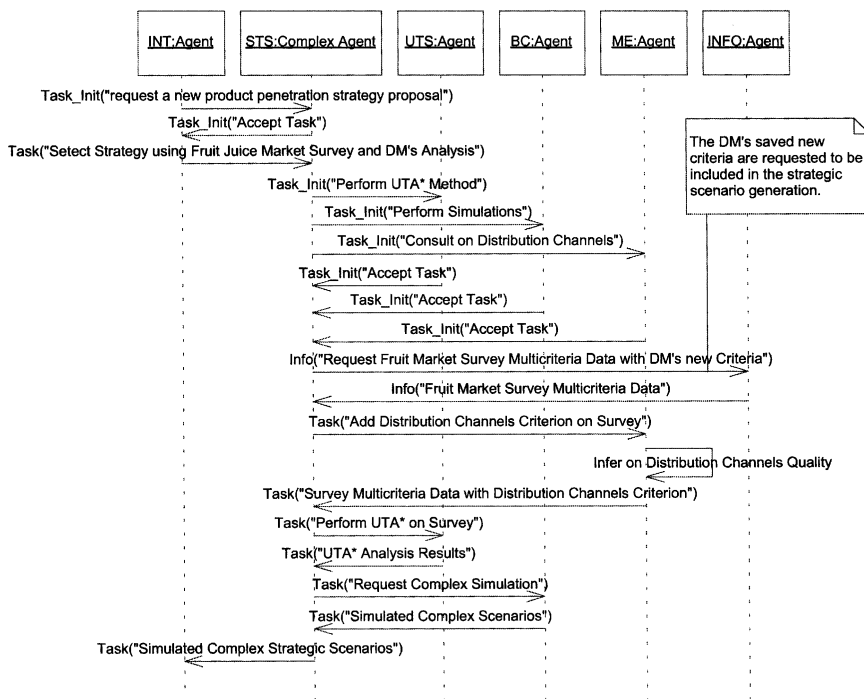 INT:Agent
STS:Complex Agent
UTS:Agent
BC:Agent
ME:Agent
INFO:Agent
Task_Init("request a new product penetration strategy proposal")
Task_Init("Accept Task")
The DM's saved new
criteria are requested to be
included in the strategic
scenario generation.
Task("Setect Strategy using Fruit Juice Market Survey and DM's Analysis")
Task_Init("Perform UTA* Method")
Task_Init("Perform Simulations")
Task_Init("Consult on Distribution Channels")
Task_Init("Accept Task")
Task_Init("Accept Task")
Task_Init("Accept Task")
Info("Request Fruit Market Survey Multicriteria Data with DM's new Criteria")
Info("Fruit Market Survey Multicriteria Data")
Task("Add Distribution Channels Criterion on Survey")
Infer on Distribution Channels Quality
Task("Survey Multicriteria Data with Distribution Channels Criterion")
Task("Perform UTA* on Survey")
Task("UTA* Analysis Results")
Task("Request Complex Simulation")
Task("Simulated Complex Scenarios")
Task("Simulated Complex Strategic Scenarios")